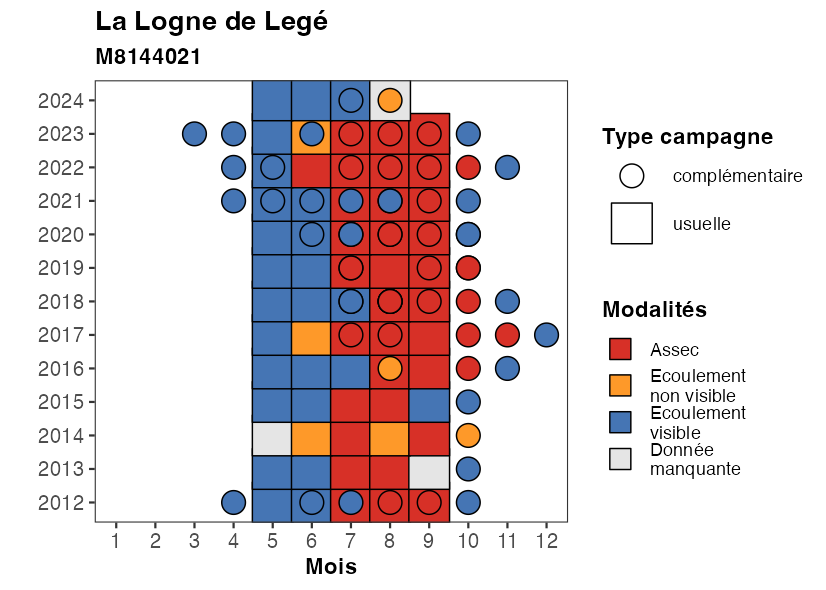 La Logne de Legé
M8144021
2024
2023
2022
2021
2020
2019
2018
2017
2016
2015
2014
2013
2012
1 2 3 4 5 6 7 8 9 10 11 12
Mois
Type campagne
complémentaire
usuelle
Modalités
Assec
Ecoulement
non visible
Ecoulement
visible
Donnée
manquante